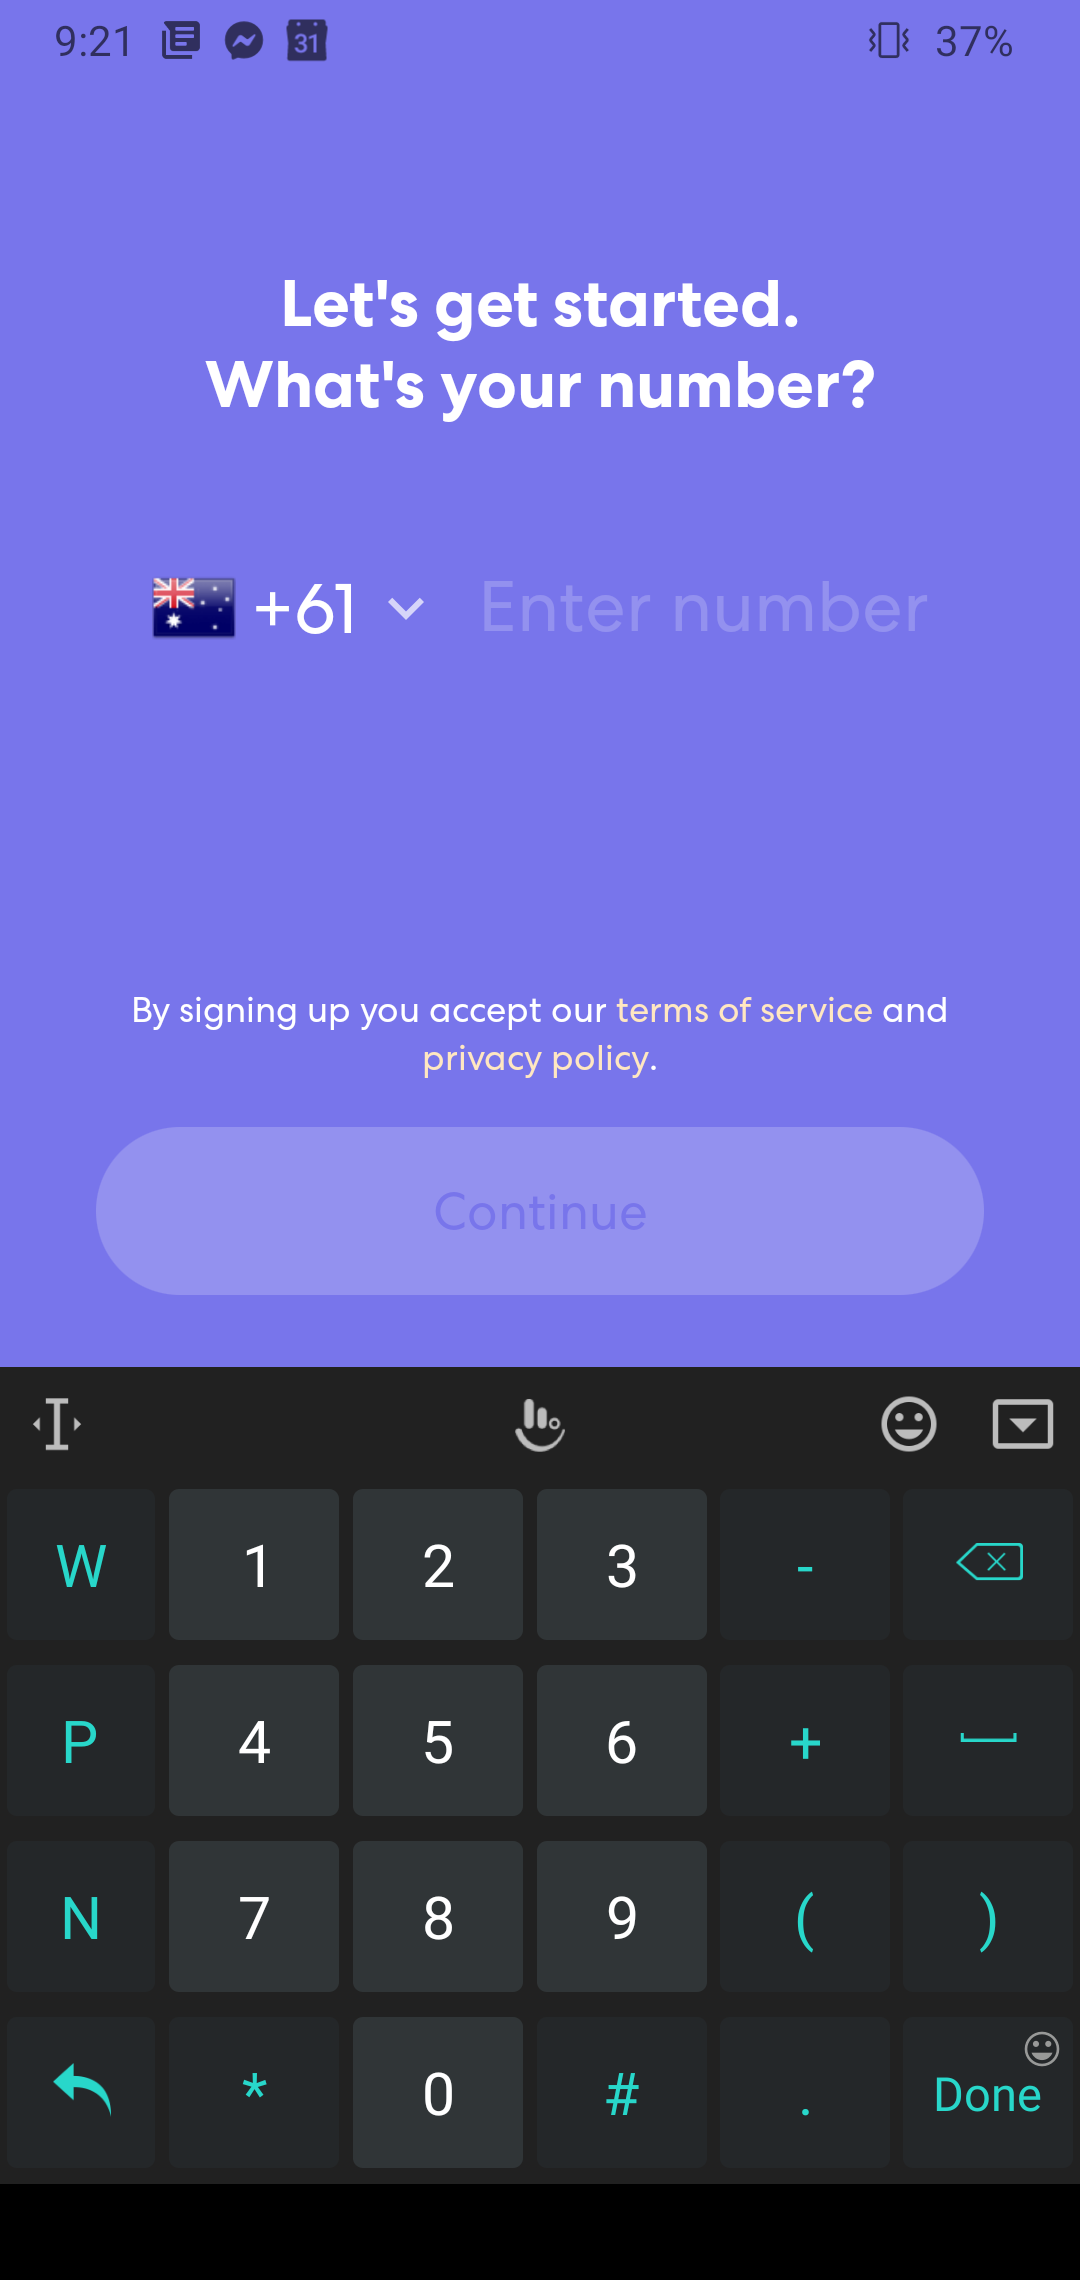 9:21 31 37%
Let's get started.
What's your number?
+61 Enter number
By signing up you accept our terms of service and
privacy policy.
Continue
W 1 2 3 -
P 4 5 6 +
N 7 8 9 ( )
* 0 # . Done